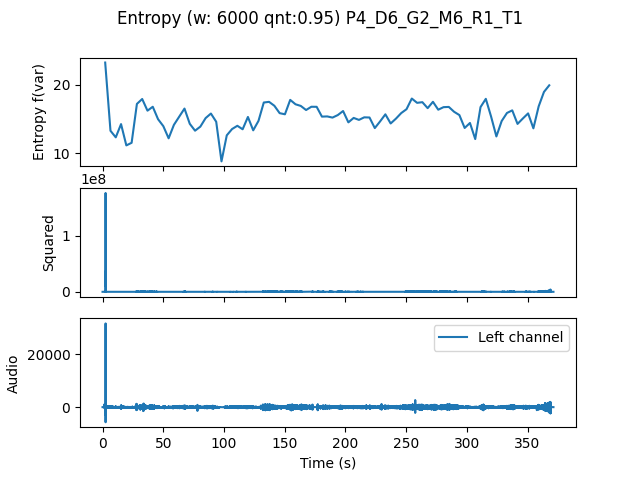 Entropy (w: 6000 qnt:0.95) P4_D6_G2_M6_R1_T1
Entropy f(var)
20
10
1e8
Squared
1
0
Audio
20000
0
Left channel
0 50 100 150 200 250 300 350
Time (s)